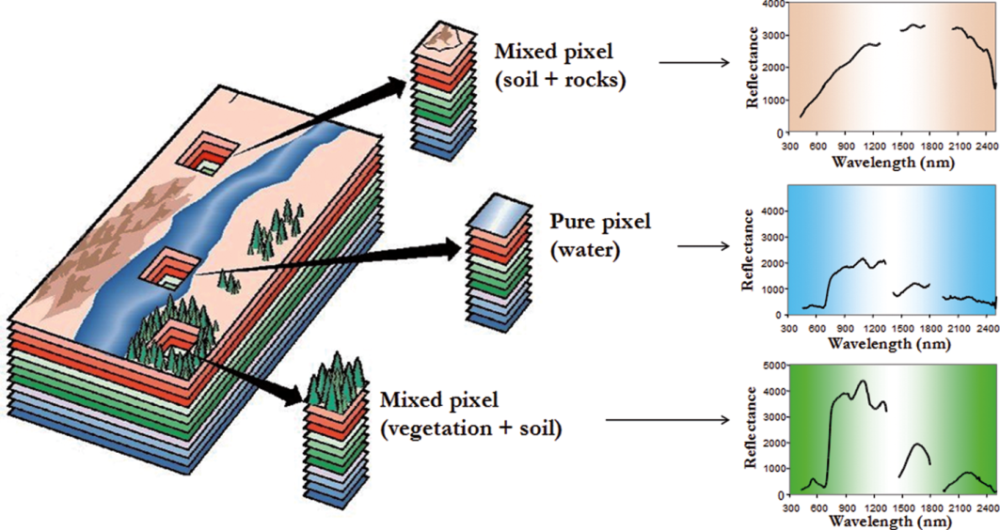 Mixed pixel
(soil + rocks)
Reflectance
4000
3000
2000
1000
0
300 600 900 1200 1500 1800 2100 2400
Wavelength (nm)
Pure pixel
(water)
Reflectance
4000
3000
2000
1000
0
300 600 900 1200 1500 1800 2100 2400
Wavelength (nm)
Mixed pixel
(vegetation + soil)
Reflectance
5000
4000
3000
2000
1000
0
300 600 900 1200 1500 1800 2100 2400
Wavelength (nm)